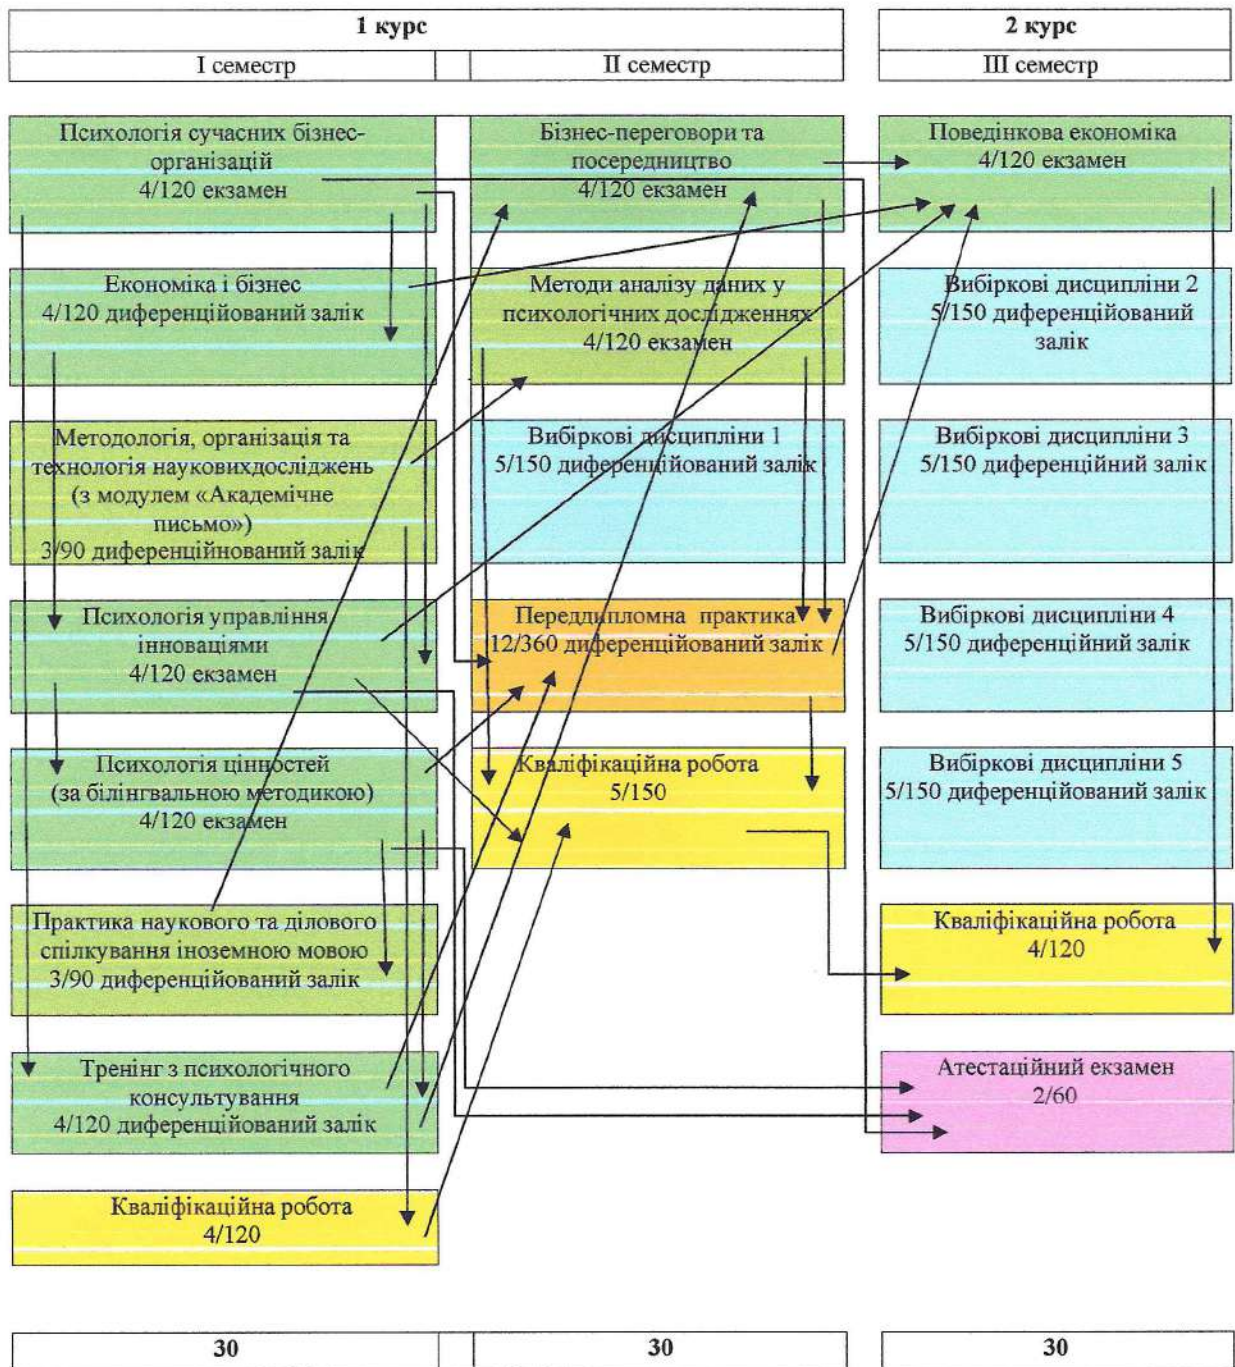 1 курс
I семестр
II семестр
2 курс
III семестр
Психологія сучасних бізнес-
організацій
4/120 екзамен
Економіка і бізнес
4/120 диференційований залік
Методологія, організація та
технологія науковихдосліджень
(з модулем «Академічне
письмо»)
3/90 диференційнований залік
Психологія управління
інноваціями
4/120 екзамен
Психологія цінностей
(за білінгвальною методикою)
4/120 екзамен
Практика наукового та ділового
спілкування іноземною мовою
3/90 диференційований залік
Тренінг з психологічного
консультування
4/120 диференційований залік
Кваліфікаційна робота
4/120
Бізнес-переговори та
посередництво
4/120 екзамен
Методи аналізу даних у
психологічних дослідженнях
4/120 екзамен
Вибіркові дисципліни 1
5/150 диференційований залік
Переддипломна практика
12/360 диференційований залік
Кваліфікаційна робота
5/150
Поведінкова економіка
4/120 екзамен
Вибіркові дисципліни 2
5/150 диференційований
залік
Вибіркові дисципліни 3
5/150 диференційний залік
Вибіркові дисципліни 4
5/150 диференційний залік
Вибіркові дисципліни 5
5/150 диференційований залік
Кваліфікаційна робота
4/120
Атестаційний екзамен
2/60
30
30
30